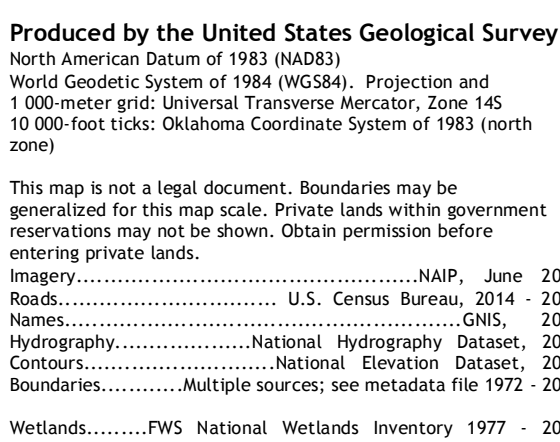 Produced by the United States Geological Survey
North American Datum of 1983 (NAD83)
World Geodetic System of 1984 (WGS84). Projection and
1 000-meter grid: Universal Transverse Mercator, Zone 14S
10 000-foot ticks: Oklahoma Coordinate System of 1983 (north
zone)
This map is not a legal document. Boundaries may be
generalized for this map scale. Private lands within government
reservations may not be shown. Obtain permission before
entering private lands.
Imagery............................................NAIP, June 20
Roads............................ U.S. Census Bureau, 2014 - 20
Names...................................................GNIS, 20
Hydrography.....................National Hydrography Dataset, 20
Contours............................National Elevation Dataset, 20
Boundaries............Multiple sources; see metadata file 1972 - 20
Wetlands.........FWS National Wetlands Inventory 1977 - 20